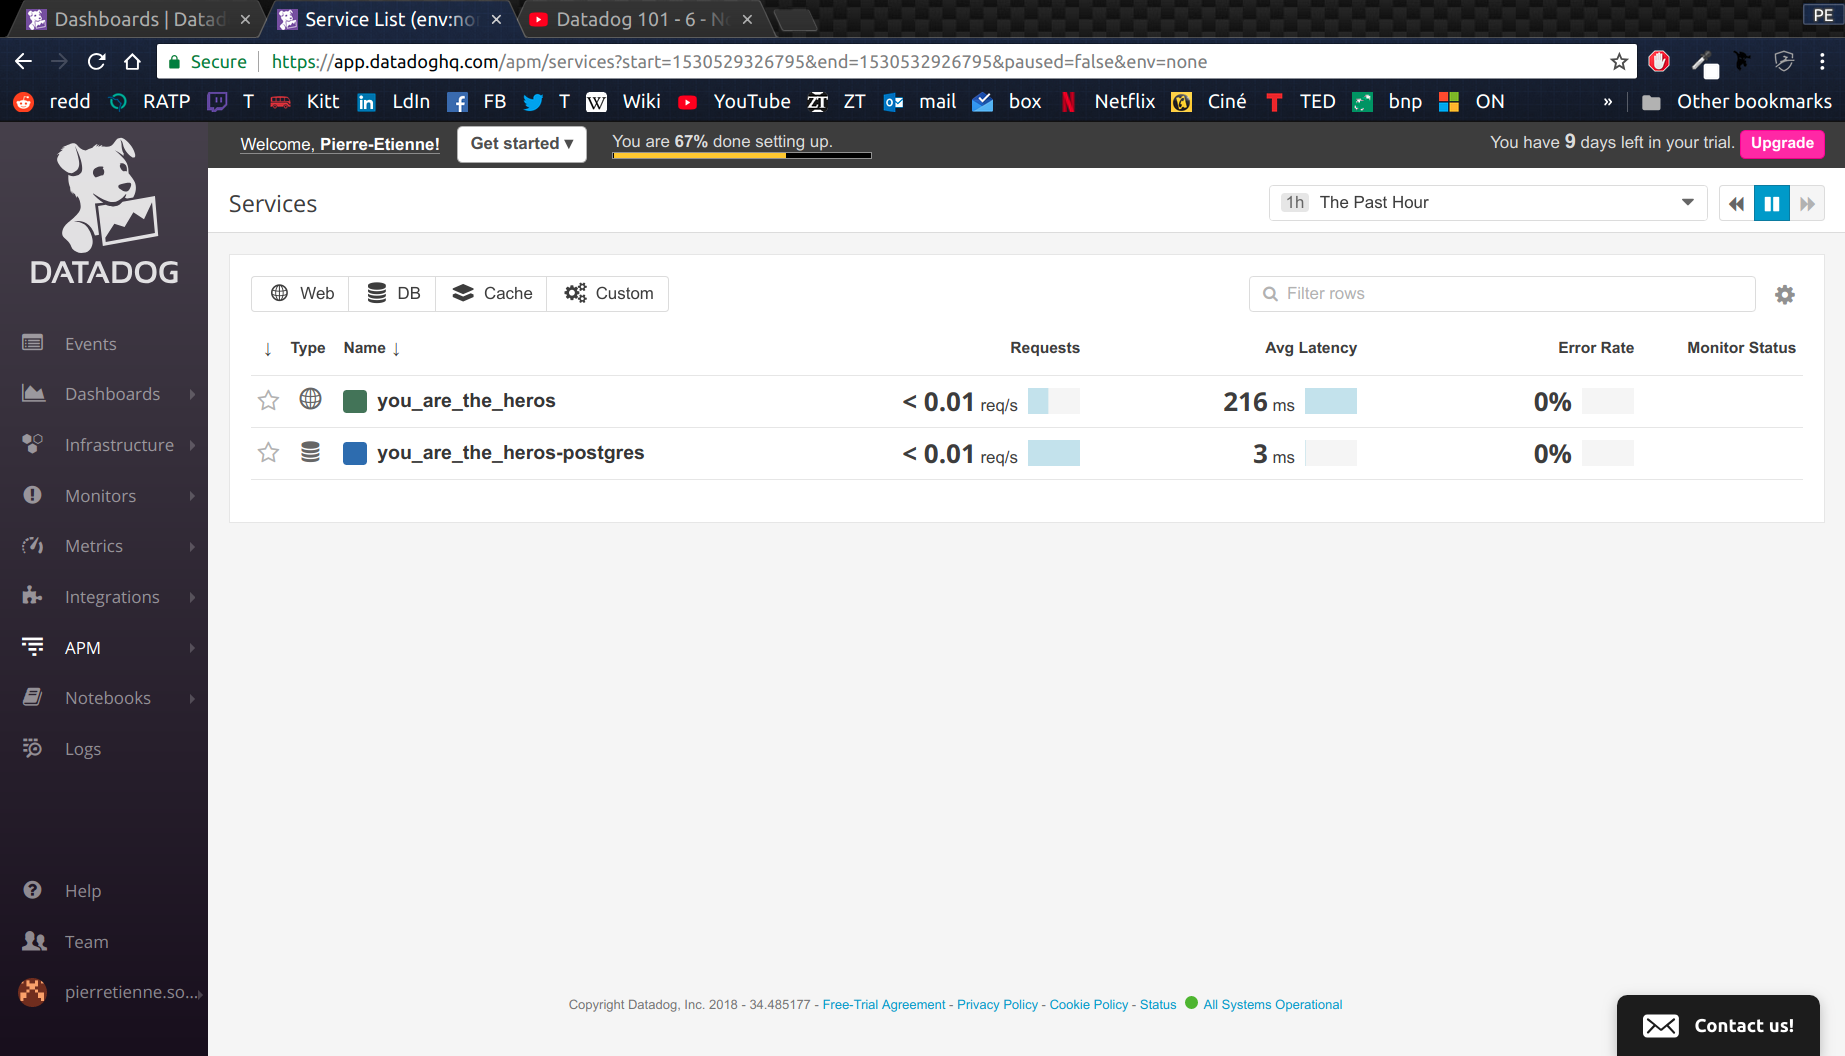 Dashboards | Datad
Service List (env:no
Datadog 101 - 6 - N
PE
Secure
https://app.datadoghq.com/apm/services?start=1530529326795&end=1530532926795&paused=false&env=none
redd RATP T Kitt LdIn FB T Wiki YouTube ZT ZT mail box Netflix Ciné TED bnp ON » Other bookmarks
Welcome, Pierre-Etienne!
Get started ▾
You are 67% done setting up.
You have 9 days left in your trial.
Upgrade
DATADOG
Events
Dashboards
Infrastructure
Monitors
Metrics
Integrations
APM
Notebooks
Logs
Help
Team
pierretienne.so...
Services
1h The Past Hour
Web DB Cache Custom
Filter rows
↓ Type Name ↓ Requests Avg Latency Error Rate Monitor Status
you_are_the_heros < 0.01 req/s 216 ms 0%
you_are_the_heros-postgres < 0.01 req/s 3 ms 0%
Copyright Datadog, Inc. 2018 - 34.485177 - Free-Trial Agreement - Privacy Policy - Cookie Policy - Status All Systems Operational
Contact us!